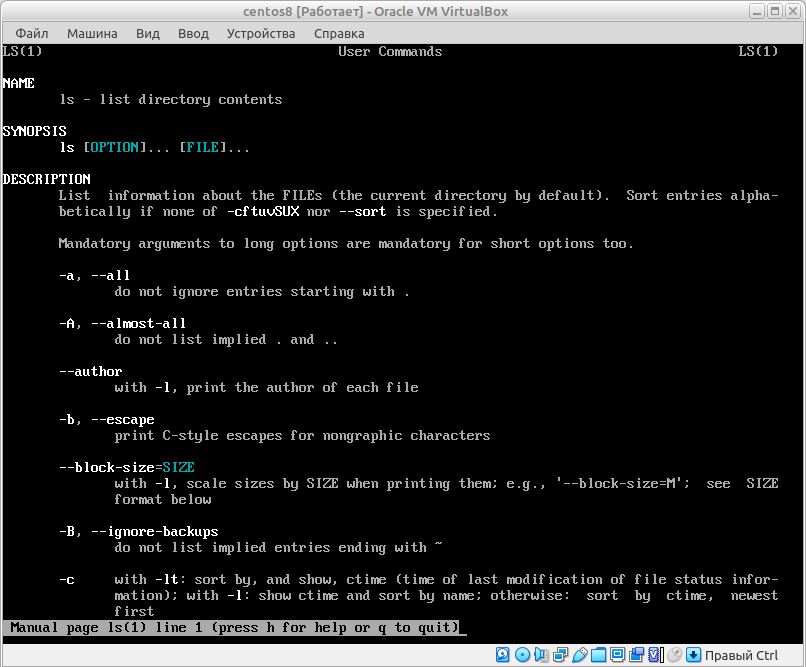 centos8 [Работает] - Oracle VM VirtualBox
Файл Машина Вид Ввод Устройства Справка
LS(1) User Commands LS(1)
NAME
ls - list directory contents
SYNOPSIS
ls [OPTION]... [FILE]...
DESCRIPTION
List information about the FILEs (the current directory by default). Sort entries alpha-
betically if none of -cftuvSUX nor --sort is specified.
Mandatory arguments to long options are mandatory for short options too.
-a, --all
do not ignore entries starting with .
-A, --almost-all
do not list implied . and ..
--author
with -l, print the author of each file
-b, --escape
print C-style escapes for nongraphic characters
--block-size=SIZE
with -l, scale sizes by SIZE when printing them; e.g., '--block-size=M'; see SIZE
format below
-B, --ignore-backups
do not list implied entries ending with ~
-c with -lt: sort by, and show, ctime (time of last modification of file status infor-
mation); with -l: show ctime and sort by name; otherwise: sort by ctime, newest
first
Manual page ls(1) line 1 (press h for help or q to quit)
Правый Ctrl